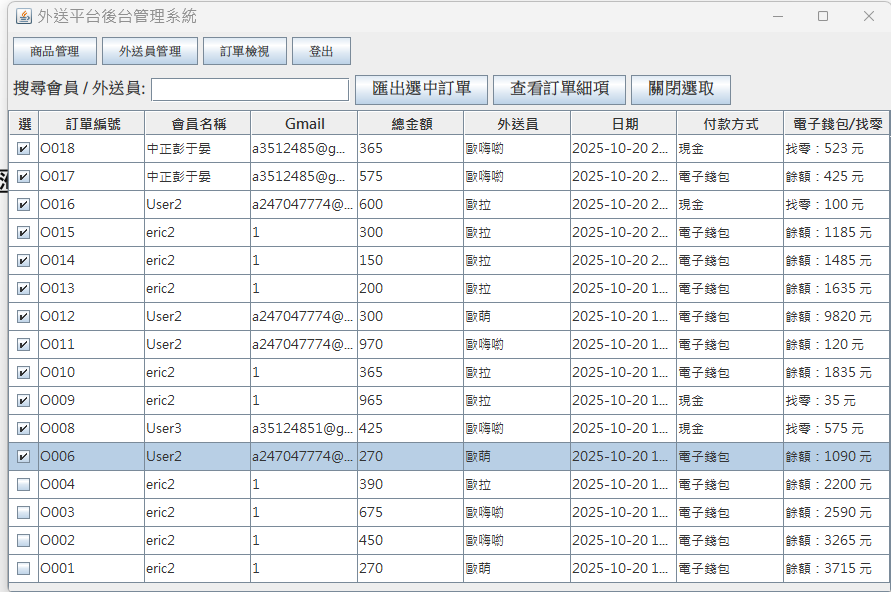 外送平台後台管理系統
商品管理 外送員管理 訂單檢視 登出
搜尋會員 / 外送員: 匯出選中訂單 查看訂單細項 關閉選取
選 訂單編號 會員名稱 Gmail 總金額 外送員 日期 付款方式 電子錢包/找零
O018 中正彭于晏 a3512485@g... 365 歐嗨喲 2025-10-20 2... 現金 找零：523 元
O017 中正彭于晏 a3512485@g... 575 歐嗨喲 2025-10-20 2... 電子錢包 餘額：425 元
O016 User2 a247047774@... 600 歐拉 2025-10-20 2... 現金 找零：100 元
O015 eric2 1 300 歐拉 2025-10-20 2... 電子錢包 餘額：1185 元
O014 eric2 1 150 歐拉 2025-10-20 2... 電子錢包 餘額：1485 元
O013 eric2 1 200 歐拉 2025-10-20 1... 電子錢包 餘額：1635 元
O012 User2 a247047774@... 300 歐萌 2025-10-20 1... 電子錢包 餘額：9820 元
O011 User2 a247047774@... 970 歐嗨喲 2025-10-20 1... 電子錢包 餘額：120 元
O010 eric2 1 365 歐拉 2025-10-20 1... 電子錢包 餘額：1835 元
O009 eric2 1 965 歐拉 2025-10-20 1... 現金 找零：35 元
O008 User3 a35124851@g... 425 歐嗨喲 2025-10-20 1... 現金 找零：575 元
O006 User2 a247047774@... 270 歐萌 2025-10-20 1... 電子錢包 餘額：1090 元
O004 eric2 1 390 歐拉 2025-10-20 1... 電子錢包 餘額：2200 元
O003 eric2 1 675 歐嗨喲 2025-10-20 1... 電子錢包 餘額：2590 元
O002 eric2 1 450 歐嗨喲 2025-10-20 1... 電子錢包 餘額：3265 元
O001 eric2 1 270 歐萌 2025-10-20 1... 電子錢包 餘額：3715 元